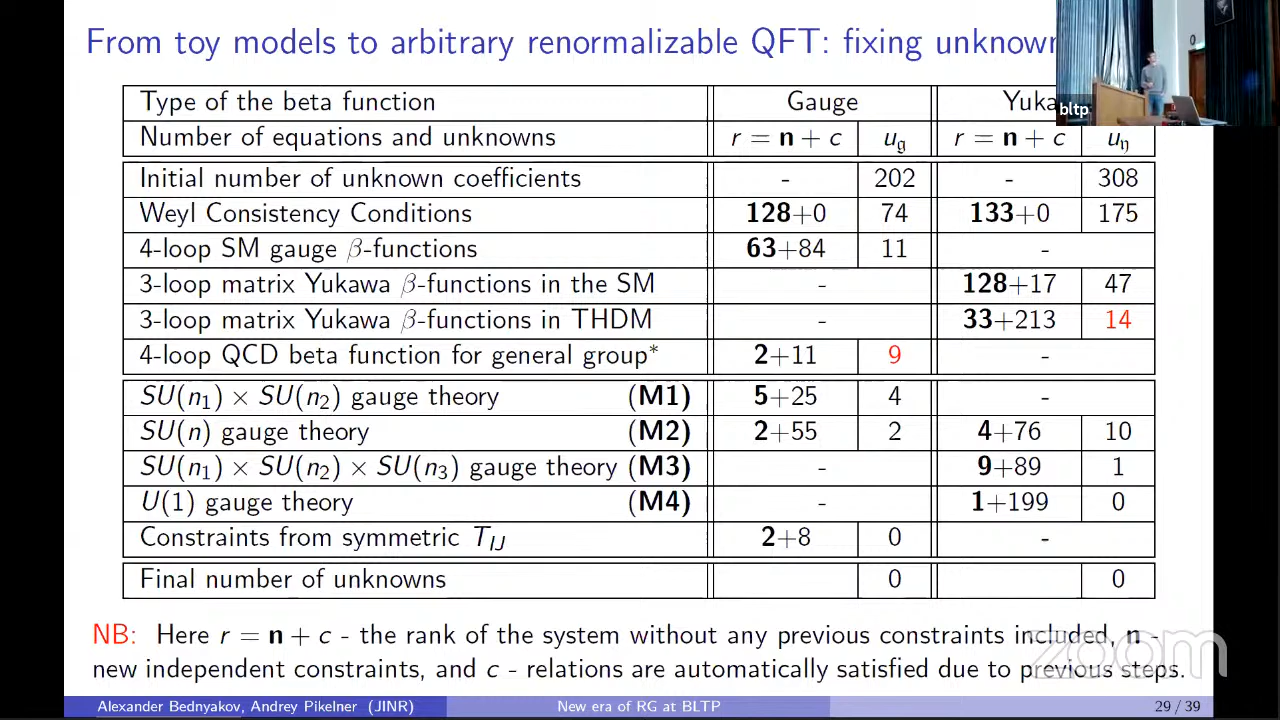 From toy models to arbitrary renormalizable QFT: fixing unknown
bltp
Type of the beta function Gauge Yuka
Number of equations and unknowns r = n + c u_𝔤 r = n + c u_𝔶
Initial number of unknown coefficients - 202 - 308
Weyl Consistency Conditions 128+0 74 133+0 175
4-loop SM gauge β-functions 63+84 11 -
3-loop matrix Yukawa β-functions in the SM - 128+17 47
3-loop matrix Yukawa β-functions in THDM - 33+213 14
4-loop QCD beta function for general group* 2+11 9 -
SU(n₁) × SU(n₂) gauge theory (M1) 5+25 4 -
SU(n) gauge theory (M2) 2+55 2 4+76 10
SU(n₁) × SU(n₂) × SU(n₃) gauge theory (M3) - 9+89 1
U(1) gauge theory (M4) - 1+199 0
Constraints from symmetric T_IJ 2+8 0 -
Final number of unknowns 0 0
NB: Here r = n + c - the rank of the system without any previous constraints included, n -
new independent constraints, and c - relations are automatically satisfied due to previous steps.
zoom
Alexander Bednyakov, Andrey Pikelner (JINR) New era of RG at BLTP 29 / 39